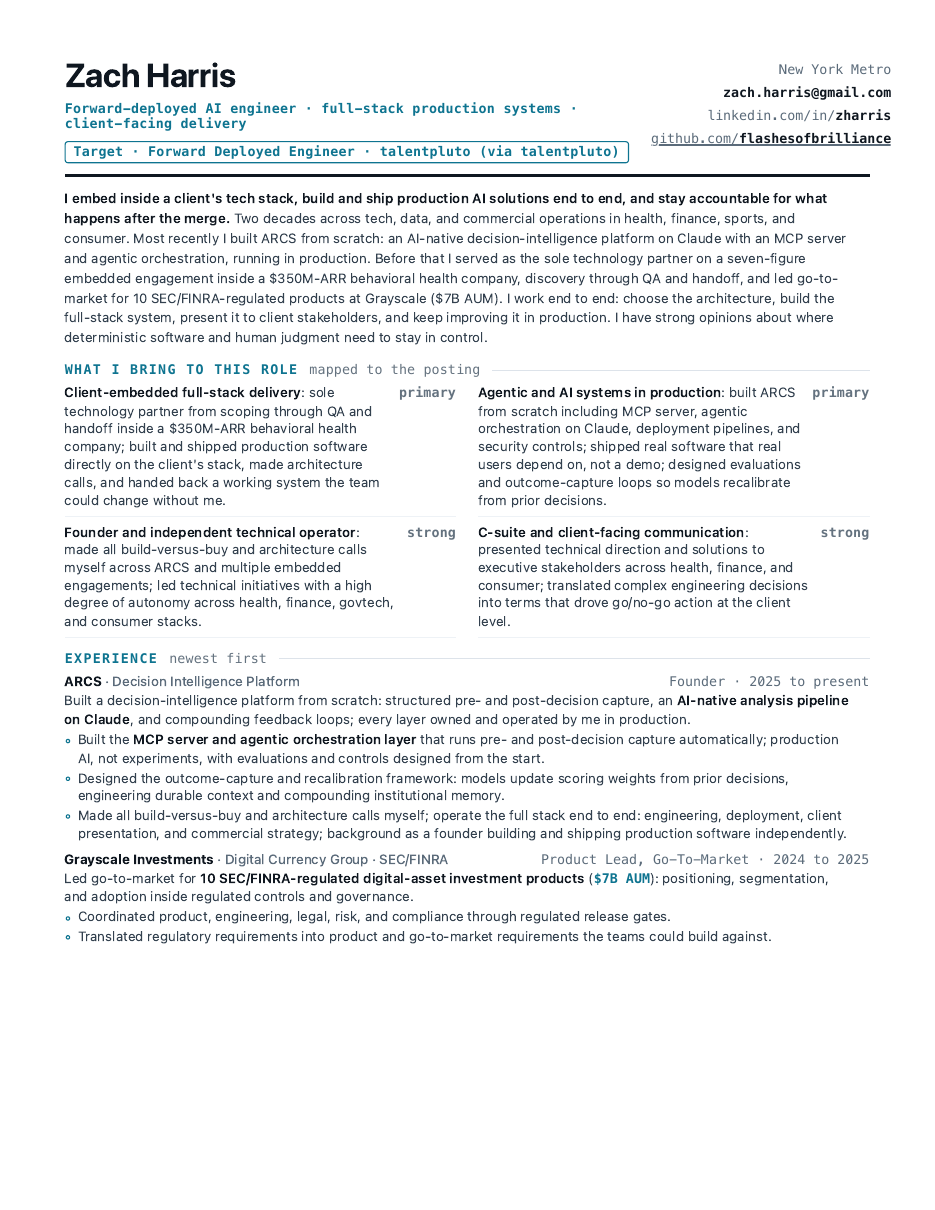 Zach Harris
Forward-deployed AI engineer · full-stack production systems ·
client-facing delivery
Target · Forward Deployed Engineer · talentpluto (via talentpluto)
New York Metro
zach.harris@gmail.com
linkedin.com/in/zharris
github.com/flashesofbrilliance
I embed inside a client's tech stack, build and ship production AI solutions end to end, and stay accountable for what
happens after the merge. Two decades across tech, data, and commercial operations in health, finance, sports, and
consumer. Most recently I built ARCS from scratch: an AI-native decision-intelligence platform on Claude with an MCP server
and agentic orchestration, running in production. Before that I served as the sole technology partner on a seven-figure
embedded engagement inside a $350M-ARR behavioral health company, discovery through QA and handoff, and led go-to-
market for 10 SEC/FINRA-regulated products at Grayscale ($7B AUM). I work end to end: choose the architecture, build the
full-stack system, present it to client stakeholders, and keep improving it in production. I have strong opinions about where
deterministic software and human judgment need to stay in control.
WHAT I BRING TO THIS ROLE mapped to the posting
Client-embedded full-stack delivery: sole primary
technology partner from scoping through QA and
handoff inside a $350M-ARR behavioral health
company; built and shipped production software
directly on the client's stack, made architecture
calls, and handed back a working system the team
could change without me.
Agentic and AI systems in production: built ARCS primary
from scratch including MCP server, agentic
orchestration on Claude, deployment pipelines, and
security controls; shipped real software that real
users depend on, not a demo; designed evaluations
and outcome-capture loops so models recalibrate
from prior decisions.
Founder and independent technical operator: strong
made all build-versus-buy and architecture calls
myself across ARCS and multiple embedded
engagements; led technical initiatives with a high
degree of autonomy across health, finance, govtech,
and consumer stacks.
C-suite and client-facing communication: strong
presented technical direction and solutions to
executive stakeholders across health, finance, and
consumer; translated complex engineering decisions
into terms that drove go/no-go action at the client
level.
EXPERIENCE newest first
ARCS · Decision Intelligence Platform Founder · 2025 to present
Built a decision-intelligence platform from scratch: structured pre- and post-decision capture, an AI-native analysis pipeline
on Claude, and compounding feedback loops; every layer owned and operated by me in production.
Built the MCP server and agentic orchestration layer that runs pre- and post-decision capture automatically; production
AI, not experiments, with evaluations and controls designed from the start.
Designed the outcome-capture and recalibration framework: models update scoring weights from prior decisions,
engineering durable context and compounding institutional memory.
Made all build-versus-buy and architecture calls myself; operate the full stack end to end: engineering, deployment, client
presentation, and commercial strategy; background as a founder building and shipping production software independently.
Grayscale Investments · Digital Currency Group · SEC/FINRA Product Lead, Go-To-Market · 2024 to 2025
Led go-to-market for 10 SEC/FINRA-regulated digital-asset investment products ($7B AUM): positioning, segmentation,
and adoption inside regulated controls and governance.
Coordinated product, engineering, legal, risk, and compliance through regulated release gates.
Translated regulatory requirements into product and go-to-market requirements the teams could build against.